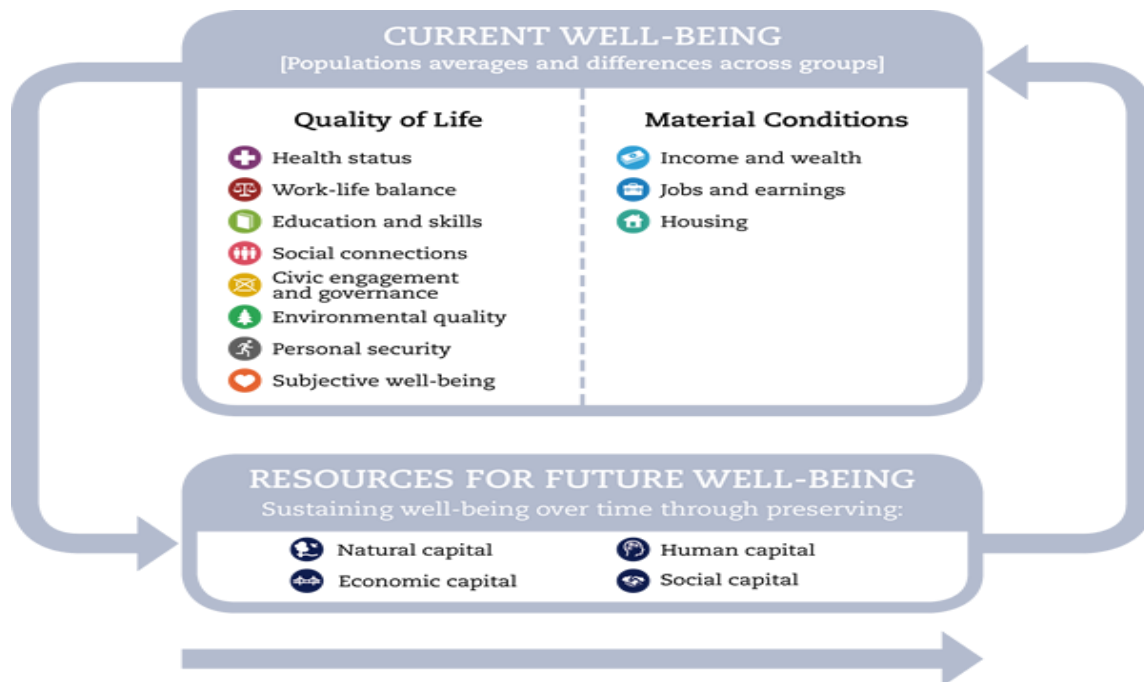 CURRENT WELL-BEING
[Populations averages and differences across groups]
Quality of Life
Health status
Work-life balance
Education and skills
Social connections
Civic engagement
and governance
Environmental quality
Personal security
Subjective well-being
Material Conditions
Income and wealth
Jobs and earnings
Housing
RESOURCES FOR FUTURE WELL-BEING
Sustaining well-being over time through preserving:
Natural capital
Economic capital
Human capital
Social capital